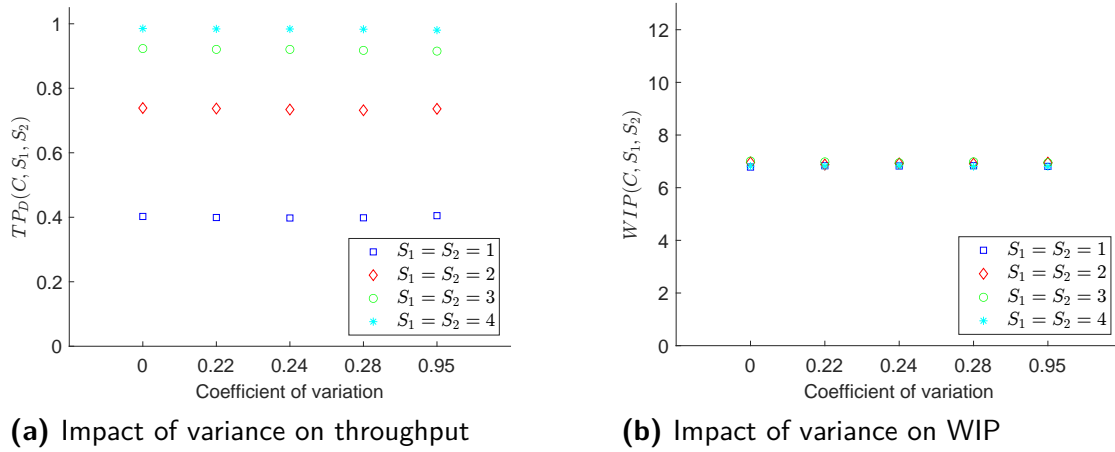 1
0.8
0.6
0.4
0.2
0
TP_D(C, S_1, S_2)
S_1 = S_2 = 1
S_1 = S_2 = 2
S_1 = S_2 = 3
S_1 = S_2 = 4
0 0.22 0.24 0.28 0.95
Coefficient of variation
(a) Impact of variance on throughput
12
10
8
6
4
2
0
WIP(C, S_1, S_2)
S_1 = S_2 = 1
S_1 = S_2 = 2
S_1 = S_2 = 3
S_1 = S_2 = 4
0 0.22 0.24 0.28 0.95
Coefficient of variation
(b) Impact of variance on WIP